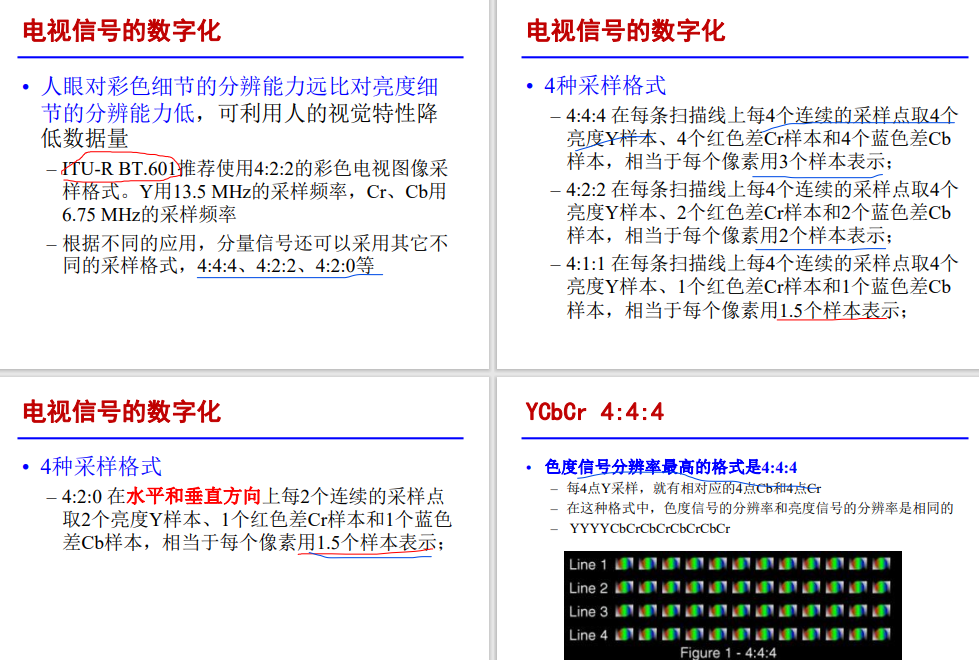 电视信号的数字化
• 人眼对彩色细节的分辨能力远比对亮度细
节的分辨能力低，可利用人的视觉特性降
低数据量
– ITU-R BT.601推荐使用4:2:2的彩色电视图像采
样格式。Y用13.5 MHz的采样频率，Cr、Cb用
6.75 MHz的采样频率
– 根据不同的应用，分量信号还可以采用其它不
同的采样格式，4:4:4、4:2:2、4:2:0等
电视信号的数字化
• 4种采样格式
– 4:4:4 在每条扫描线上每4个连续的采样点取4个
亮度Y样本、4个红色差Cr样本和4个蓝色差Cb
样本，相当于每个像素用3个样本表示；
– 4:2:2 在每条扫描线上每4个连续的采样点取4个
亮度Y样本、2个红色差Cr样本和2个蓝色差Cb
样本，相当于每个像素用2个样本表示；
– 4:1:1 在每条扫描线上每4个连续的采样点取4个
亮度Y样本、1个红色差Cr样本和1个蓝色差Cb
样本，相当于每个像素用1.5个样本表示；
电视信号的数字化
• 4种采样格式
– 4:2:0 在水平和垂直方向上每2个连续的采样点
取2个亮度Y样本、1个红色差Cr样本和1个蓝色
差Cb样本，相当于每个像素用1.5个样本表示；
YCbCr 4:4:4
• 色度信号分辨率最高的格式是4:4:4
– 每4点Y采样，就有相对应的4点Cb和4点Cr
– 在这种格式中，色度信号的分辨率和亮度信号的分辨率是相同的
– YYYYCbCrCbCrCbCrCbCr
Line 1
Line 2
Line 3
Line 4
Figure 1 - 4:4:4